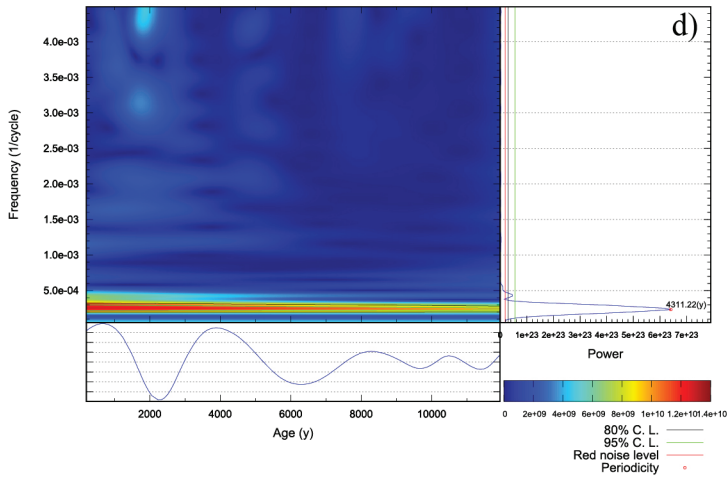 d)
Frequency (1/cycle)
4.0e-03
3.5e-03
3.0e-03
2.5e-03
2.0e-03
1.5e-03
1.0e-03
5.0e-04
4311.22(y)
0 1e+23 2e+23 3e+23 4e+23 5e+23 6e+23 7e+23
Power
2000 4000 6000 8000 10000
Age (y)
0 2e+09 4e+09 6e+09 8e+09 1e+10 1.2e+10 1.4e+10
80% C. L.
95% C. L.
Red noise level
Periodicity